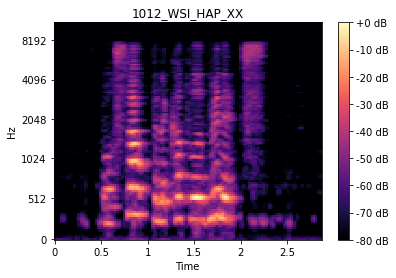 1012_WSI_HAP_XX
8192
4096
2048
1024
512
0
Hz
0 0.5 1 1.5 2 2.5
Time
+0 dB
-10 dB
-20 dB
-30 dB
-40 dB
-50 dB
-60 dB
-70 dB
-80 dB